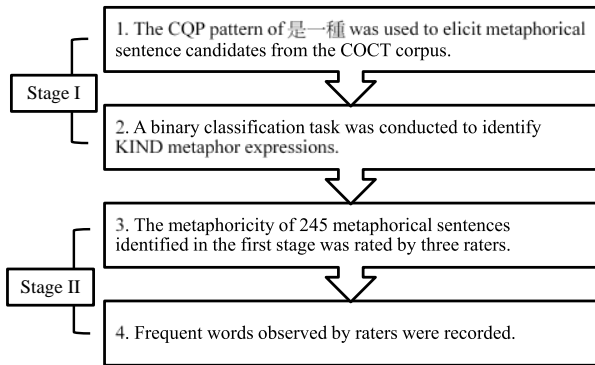 1. The CQP pattern of 是一種 was used to elicit metaphorical
sentence candidates from the COCT corpus.
Stage I
2. A binary classification task was conducted to identify
KIND metaphor expressions.
3. The metaphoricity of 245 metaphorical sentences
identified in the first stage was rated by three raters.
Stage II
4. Frequent words observed by raters were recorded.